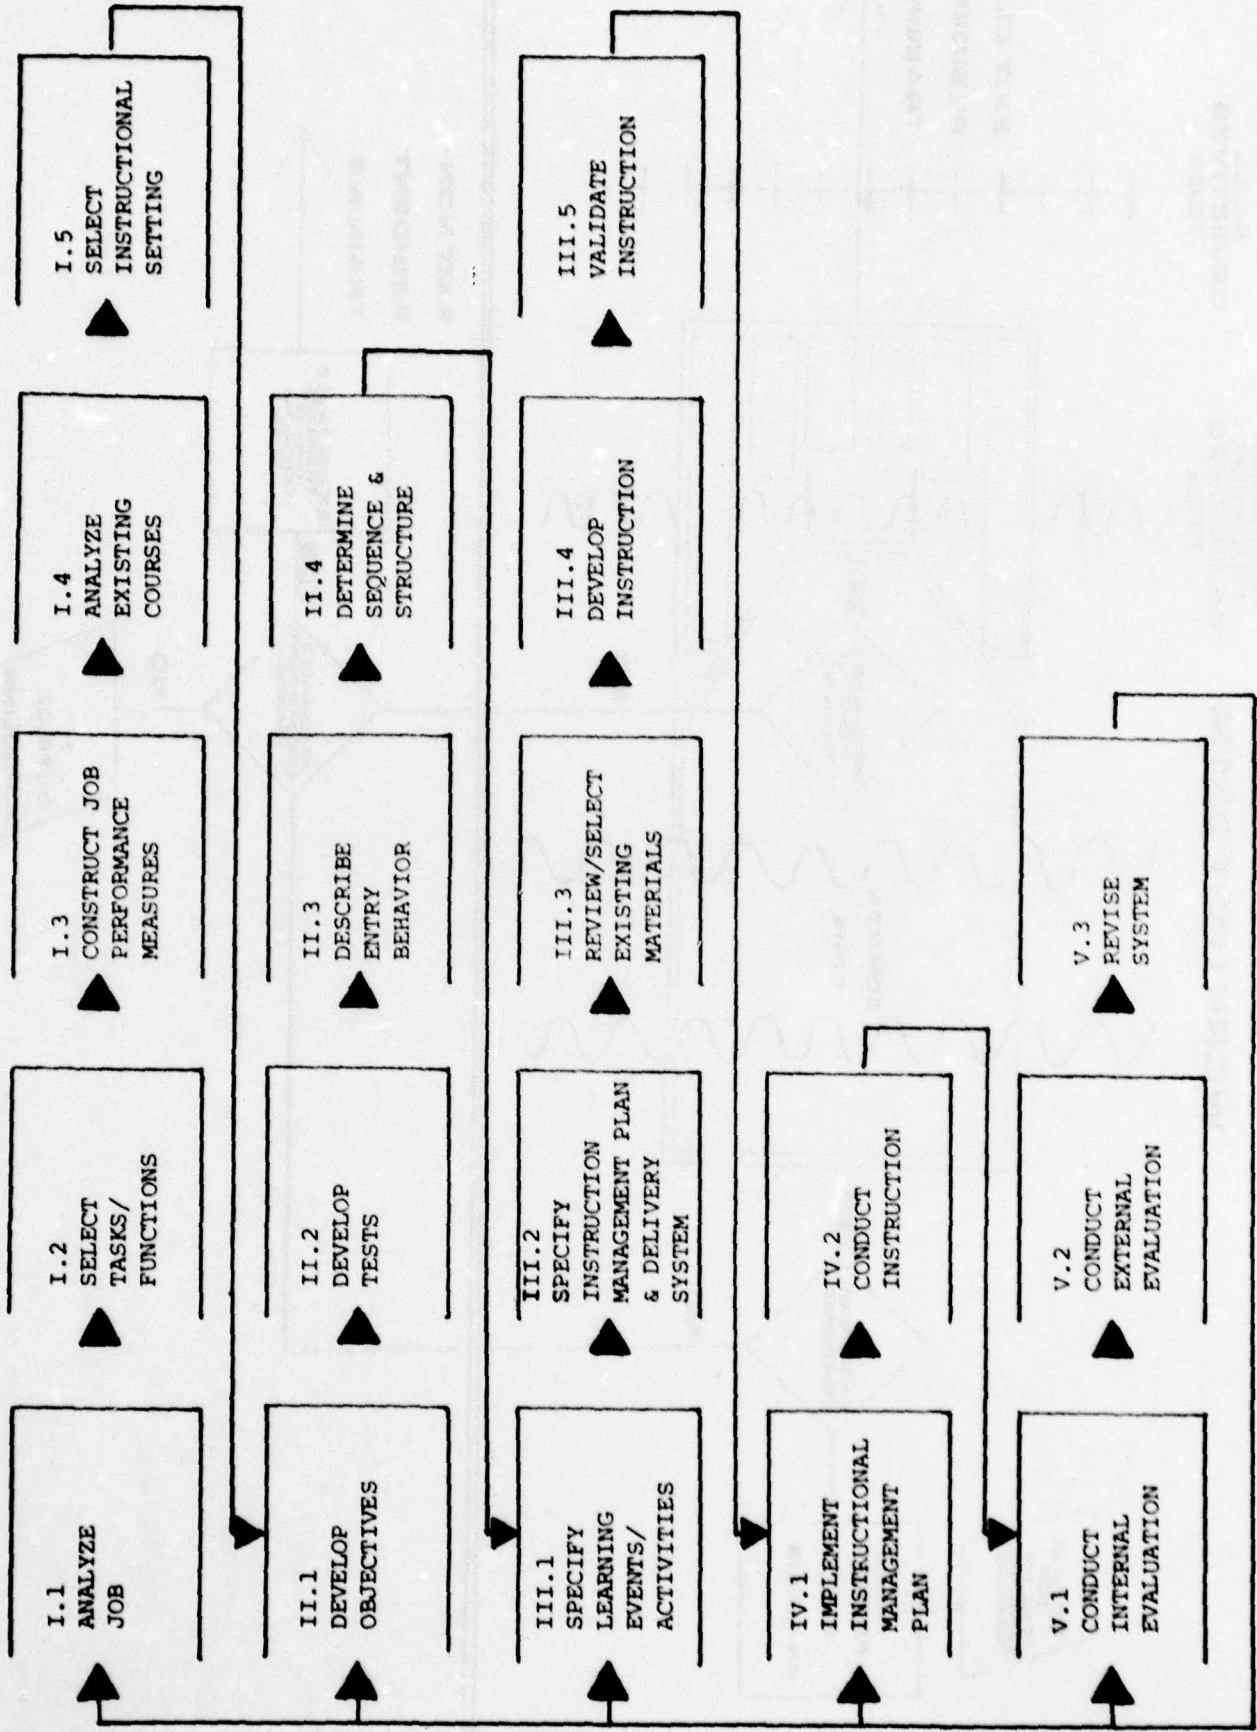 I.1
ANALYZE
JOB
I.2
SELECT
TASKS/
FUNCTIONS
I.3
CONSTRUCT JOB
PERFORMANCE
MEASURES
I.4
ANALYZE
EXISTING
COURSES
I.5
SELECT
INSTRUCTIONAL
SETTING
II.1
DEVELOP
OBJECTIVES
II.2
DEVELOP
TESTS
II.3
DESCRIBE
ENTRY
BEHAVIOR
II.4
DETERMINE
SEQUENCE &
STRUCTURE
III.1
SPECIFY
LEARNING
EVENTS/
ACTIVITIES
III.2
SPECIFY
INSTRUCTION
MANAGEMENT PLAN
& DELIVERY
SYSTEM
III.3
REVIEW/SELECT
EXISTING
MATERIALS
III.4
DEVELOP
INSTRUCTION
III.5
VALIDATE
INSTRUCTION
IV.1
IMPLEMENT
INSTRUCTIONAL
MANAGEMENT
PLAN
IV.2
CONDUCT
INSTRUCTION
V.1
CONDUCT
INTERNAL
EVALUATION
V.2
CONDUCT
EXTERNAL
EVALUATION
V.3
REVISE
SYSTEM